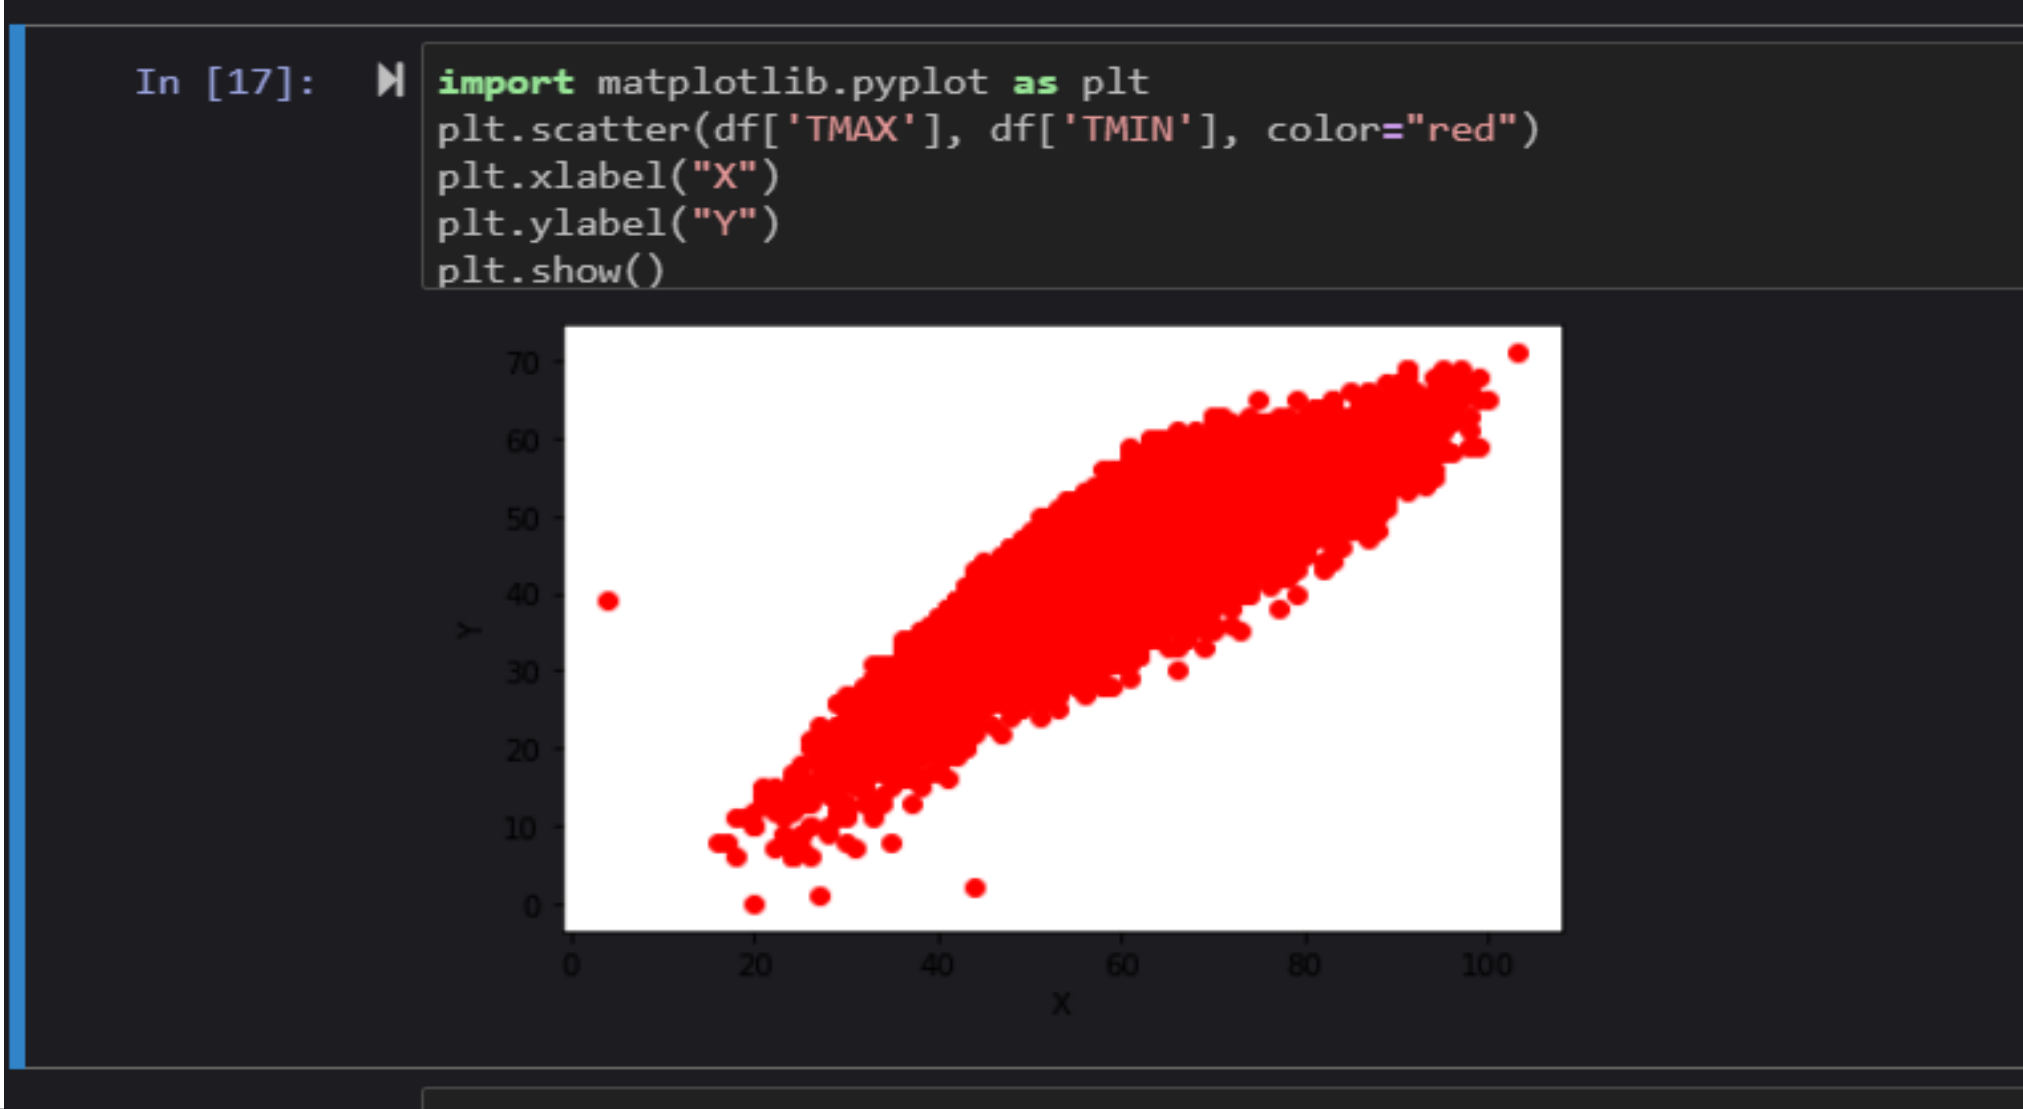 In [17]:
import matplotlib.pyplot as plt
plt.scatter(df['TMAX'], df['TMIN'], color="red")
plt.xlabel("X")
plt.ylabel("Y")
plt.show()
70
60
50
40
30
20
10
0
Y
0 20 40 60 80 100
X